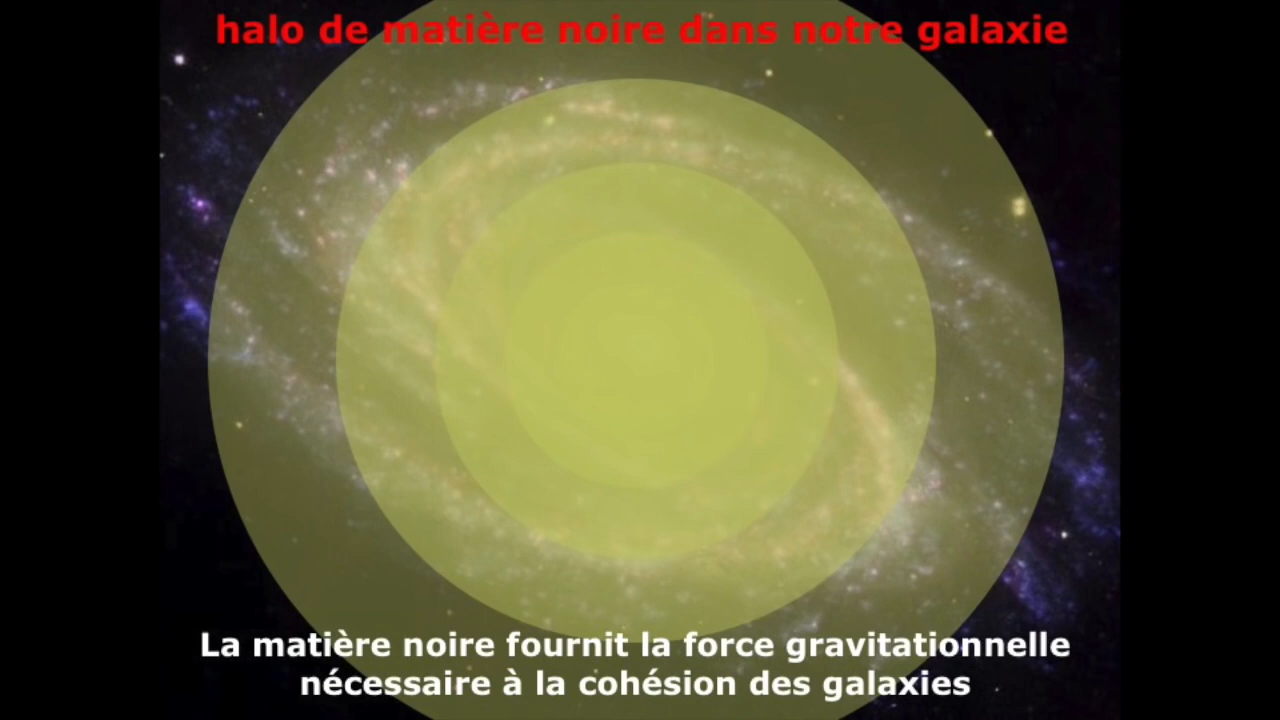 halo de matière noire dans notre galaxie
La matière noire fournit la force gravitationnelle
nécessaire à la cohésion des galaxies